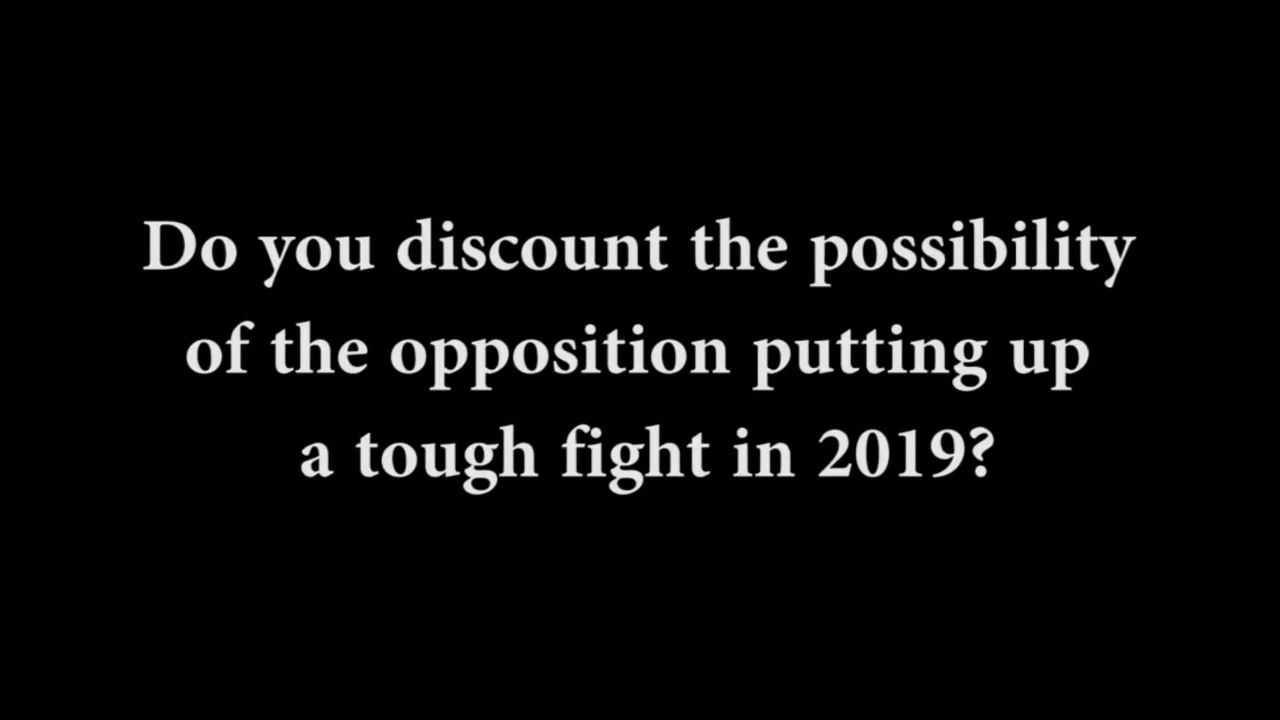 Do you discount the possibility
of the opposition putting up
a tough fight in 2019?